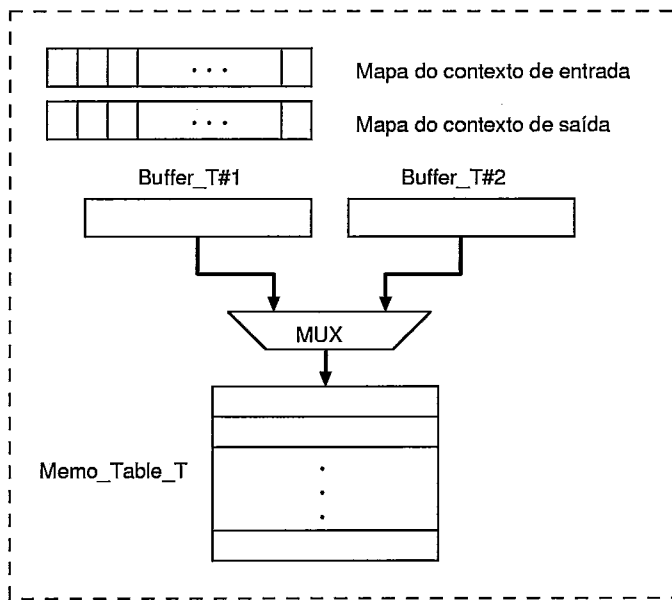 Mapa do contexto de entrada
Mapa do contexto de saída
Buffer_T#1
Buffer_T#2
MUX
Memo_Table_T